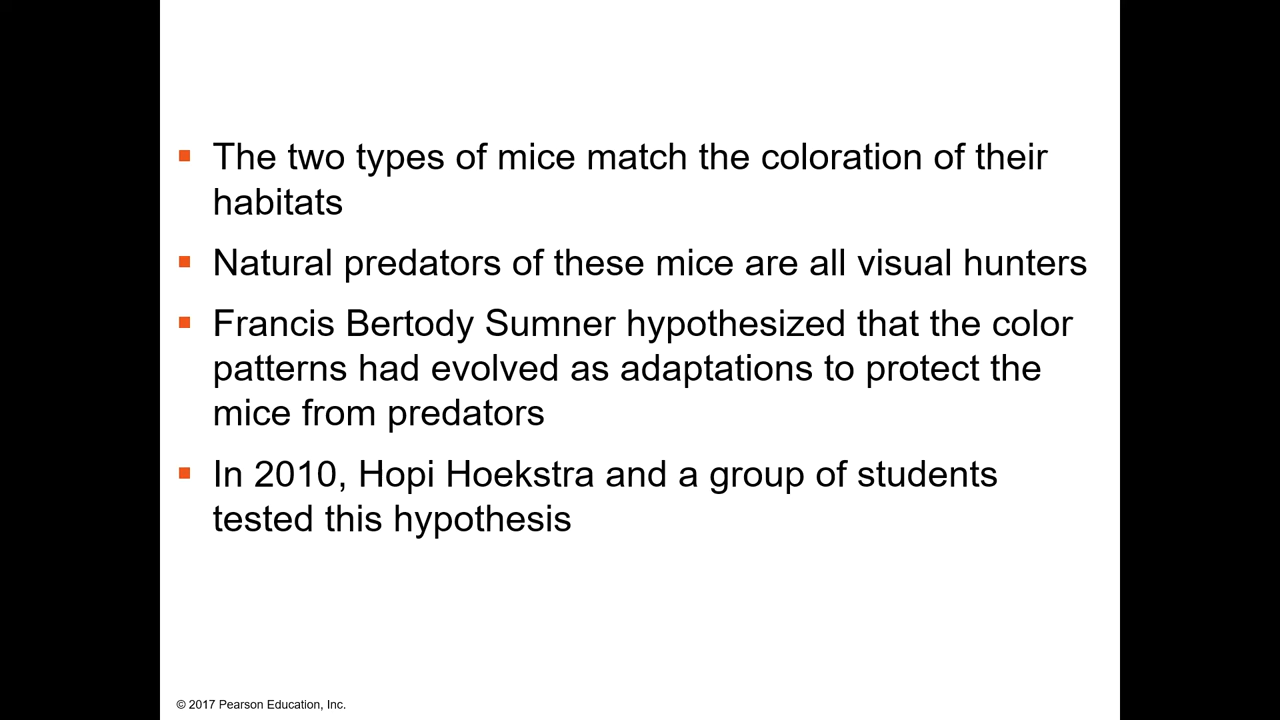 The two types of mice match the coloration of their
habitats
Natural predators of these mice are all visual hunters
Francis Bertody Sumner hypothesized that the color
patterns had evolved as adaptations to protect the
mice from predators
In 2010, Hopi Hoekstra and a group of students
tested this hypothesis
© 2017 Pearson Education, Inc.